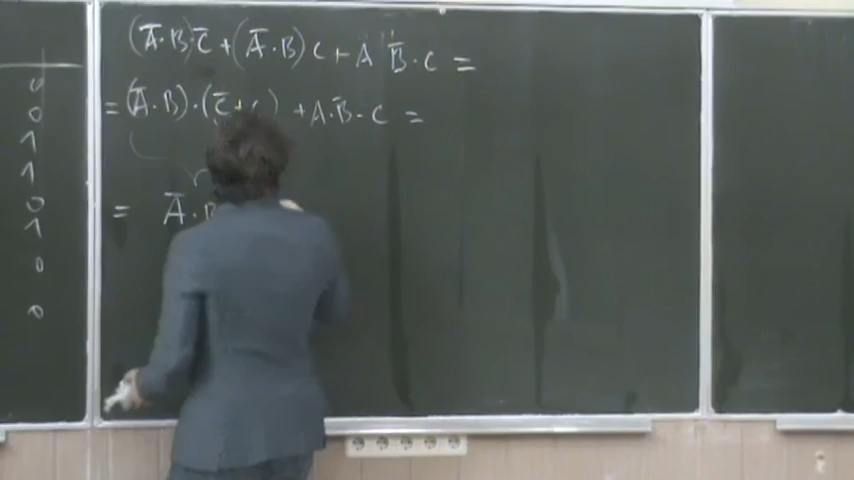 0
0
1
1
0
1
0
0
(A̅·B)C̅+(A̅·B)C+A B̅·C=
=(A̅·B)·(C̅+C)+A·B̅·C=
= A̅·B